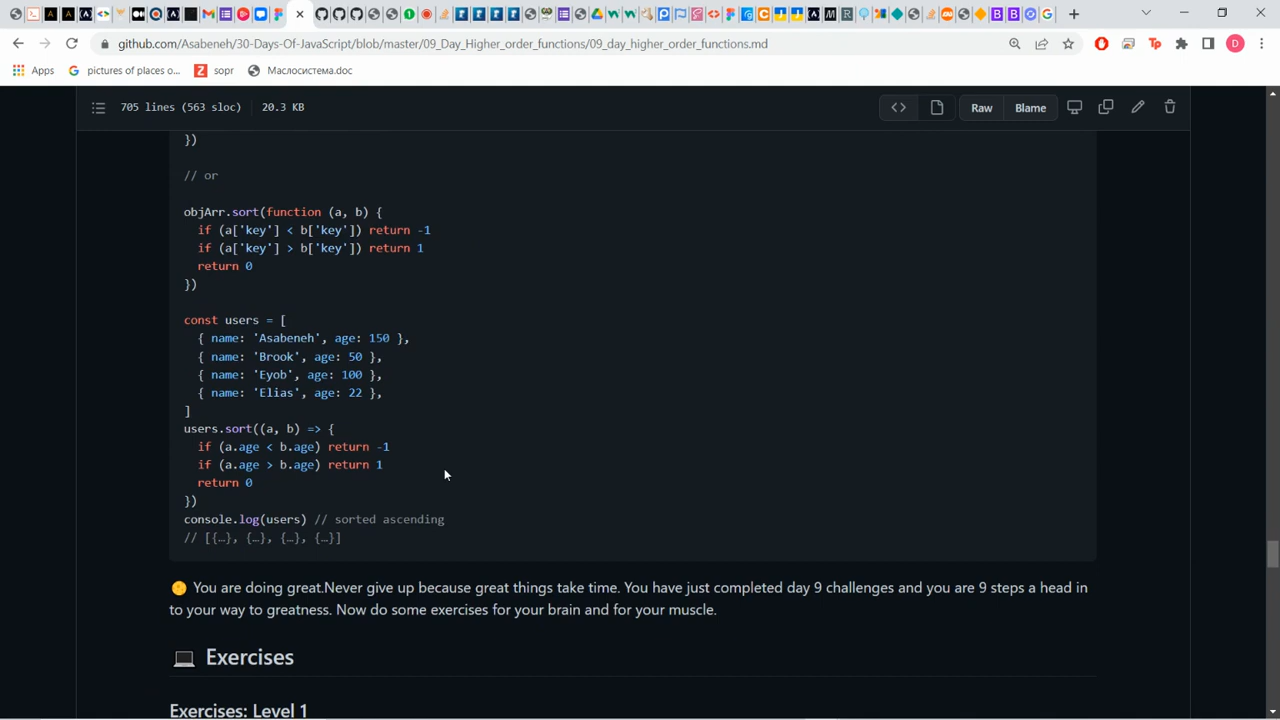 github.com/Asabeneh/30-Days-Of-JavaScript/blob/master/09_Day_Higher_order_functions/09_day_higher_order_functions.md
D
Apps
pictures of places o...
sopr
Маслосистема.doc
705 lines (563 sloc)
20.3 KB
Raw
Blame
})
// or
objArr.sort(function (a, b) {
if (a['key'] < b['key']) return -1
if (a['key'] > b['key']) return 1
return 0
})
const users = [
{ name: 'Asabeneh', age: 150 },
{ name: 'Brook', age: 50 },
{ name: 'Eyob', age: 100 },
{ name: 'Elias', age: 22 },
]
users.sort((a, b) => {
if (a.age < b.age) return -1
if (a.age > b.age) return 1
return 0
})
console.log(users) // sorted ascending
// [{…}, {…}, {…}, {…}]
You are doing great.Never give up because great things take time. You have just completed day 9 challenges and you are 9 steps a head in
to your way to greatness. Now do some exercises for your brain and for your muscle.
Exercises
Exercises: Level 1